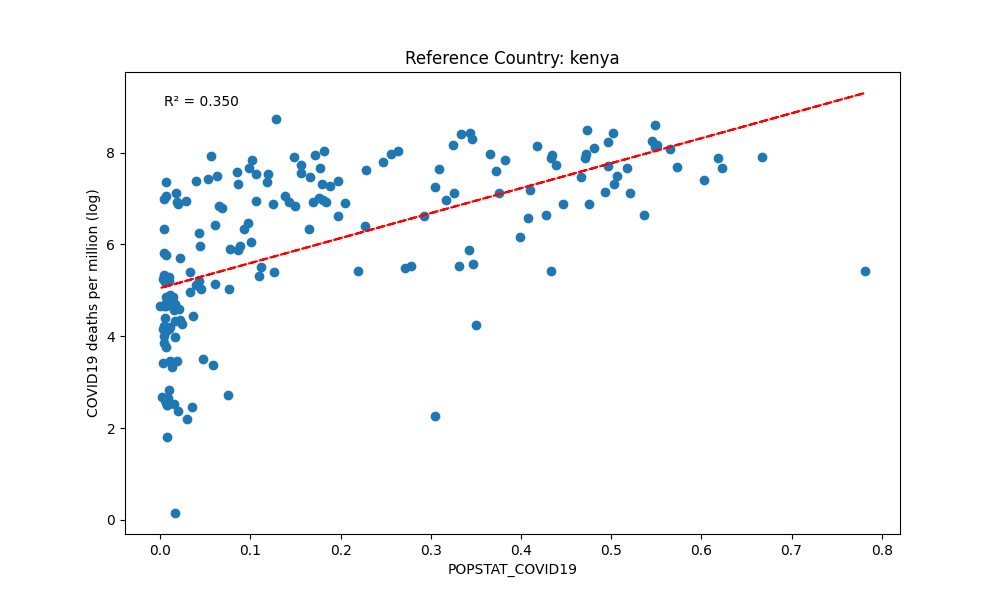 Reference Country: kenya
R² = 0.350
COVID19 deaths per million (log)
8
6
4
2
0
0.0 0.1 0.2 0.3 0.4 0.5 0.6 0.7 0.8
POPSTAT_COVID19